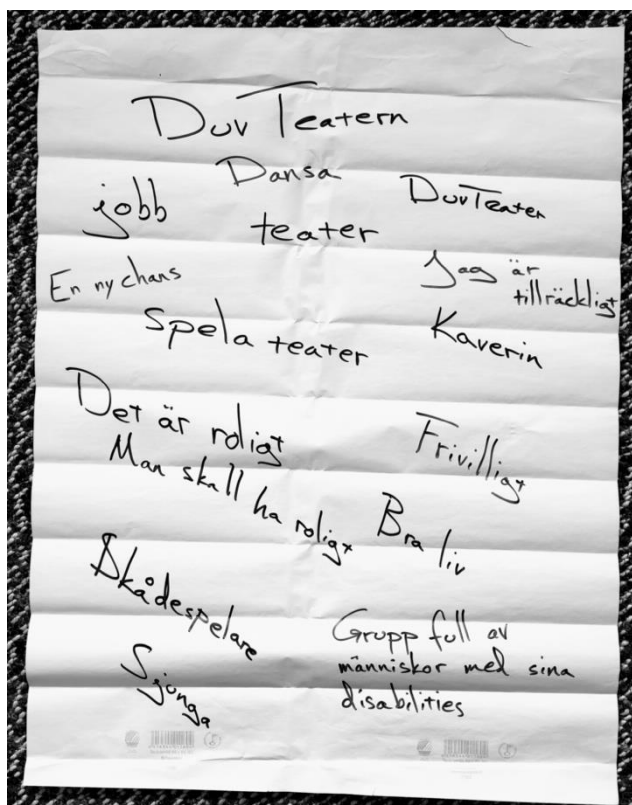 DuvTeatern
Dansa
jobb
DuvTeater
teater
En ny chans
Jag är
tillräckligt
Spela teater
Kaverin
Det är roligt
Frivilligt
Man skall ha roligt
Bra liv
Skådespelare
Grupp full av
människor med sina
disabilities
Sjunga